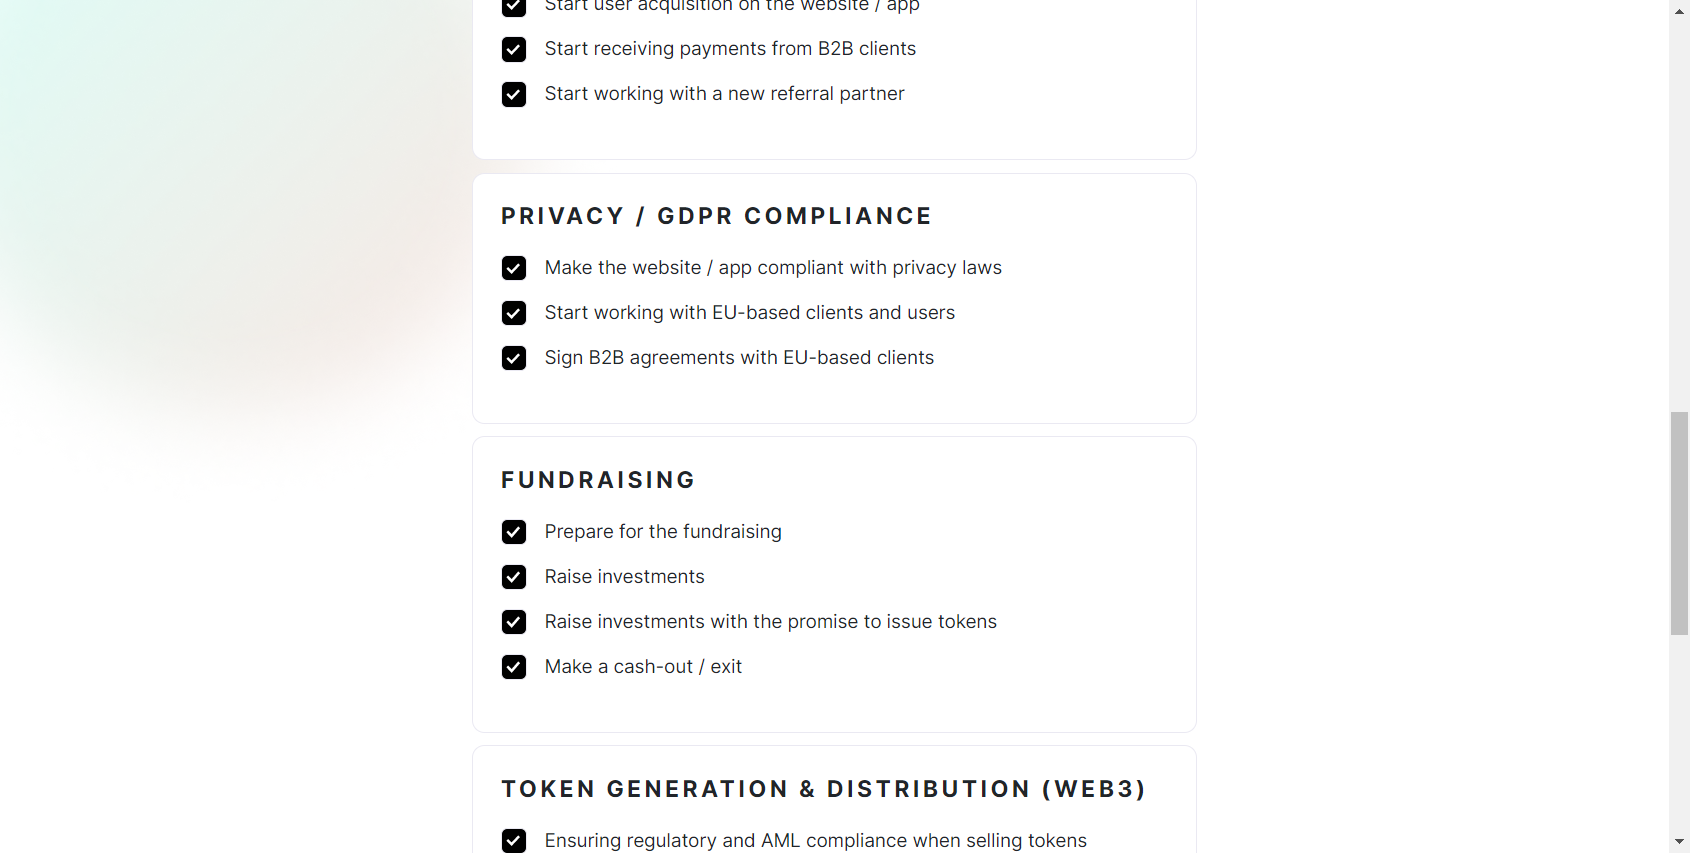 Start user acquisition on the website / app
Start receiving payments from B2B clients
Start working with a new referral partner
PRIVACY / GDPR COMPLIANCE
Make the website / app compliant with privacy laws
Start working with EU-based clients and users
Sign B2B agreements with EU-based clients
FUNDRAISING
Prepare for the fundraising
Raise investments
Raise investments with the promise to issue tokens
Make a cash-out / exit
TOKEN GENERATION & DISTRIBUTION (WEB3)
Ensuring regulatory and AML compliance when selling tokens